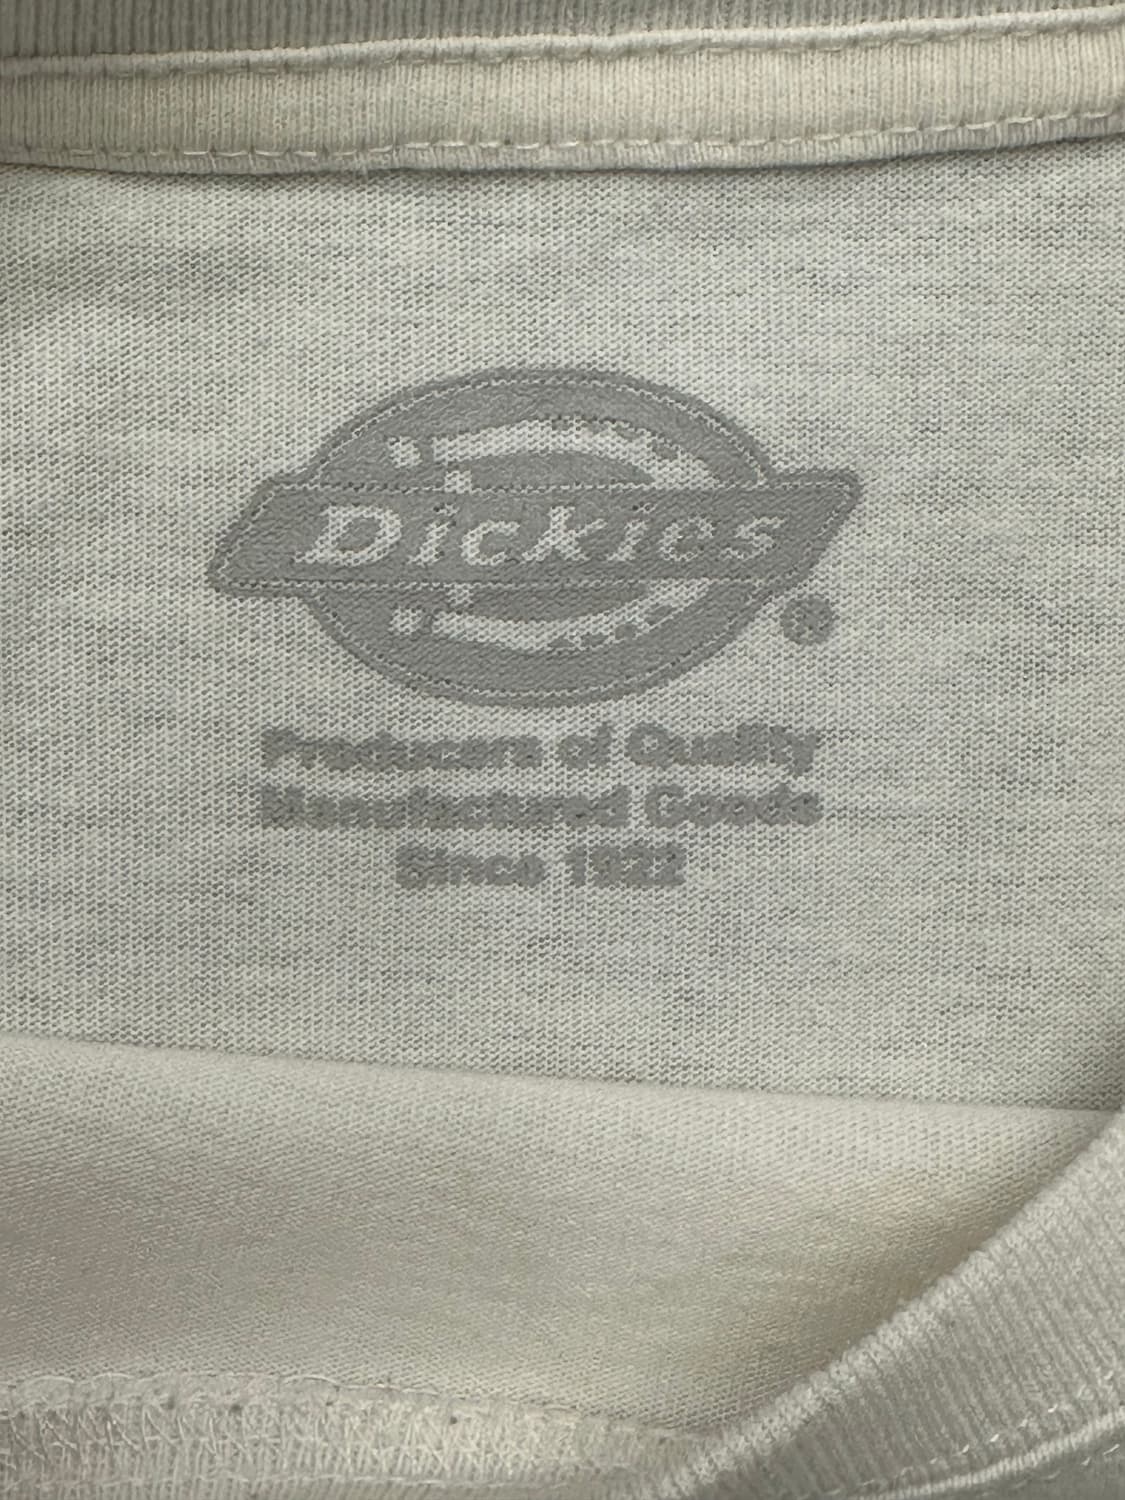 Dickies
®
Producers of Quality
Manufactured Goods
Since 1922